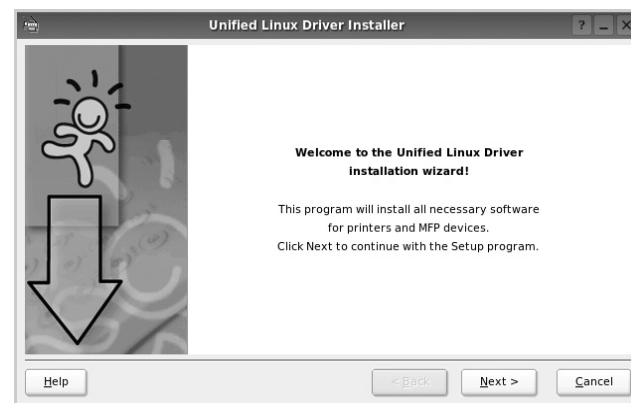 Unified Linux Driver Installer
Welcome to the Unified Linux Driver
installation wizard!
This program will install all necessary software
for printers and MFP devices.
Click Next to continue with the Setup program.
Help
< Back
Next >
Cancel